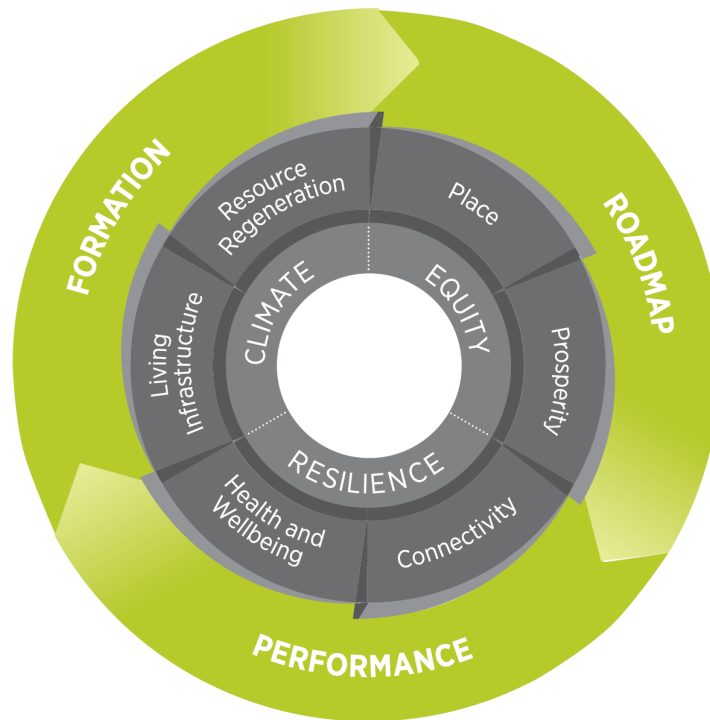 FORMATION
ROADMAP
PERFORMANCE
Resource
Regeneration
Place
Prosperity
Connectivity
Health and
Wellbeing
Living
Infrastructure
CLIMATE
EQUITY
RESILIENCE